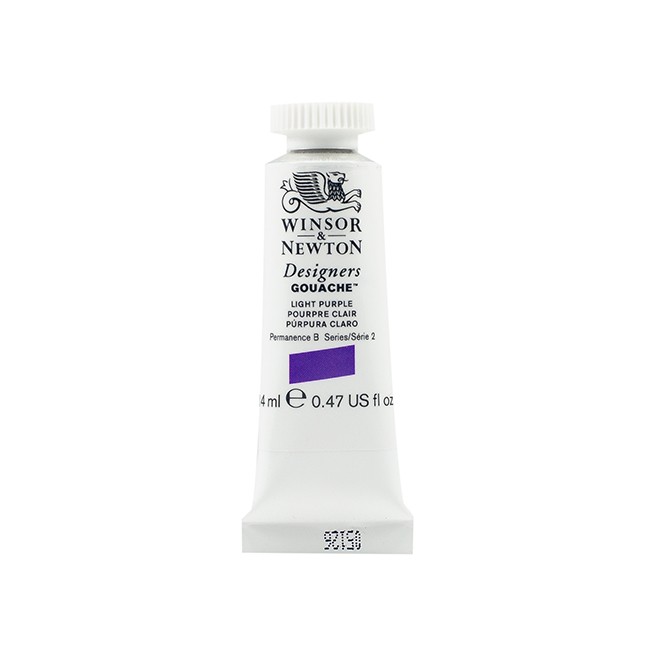 WINSOR
&
NEWTON
Designers
GOUACHE™
LIGHT PURPLE
POURPRE CLAIR
PÚRPURA CLARO
Permanence B Series/Série 2
4 ml e 0.47 US fl oz